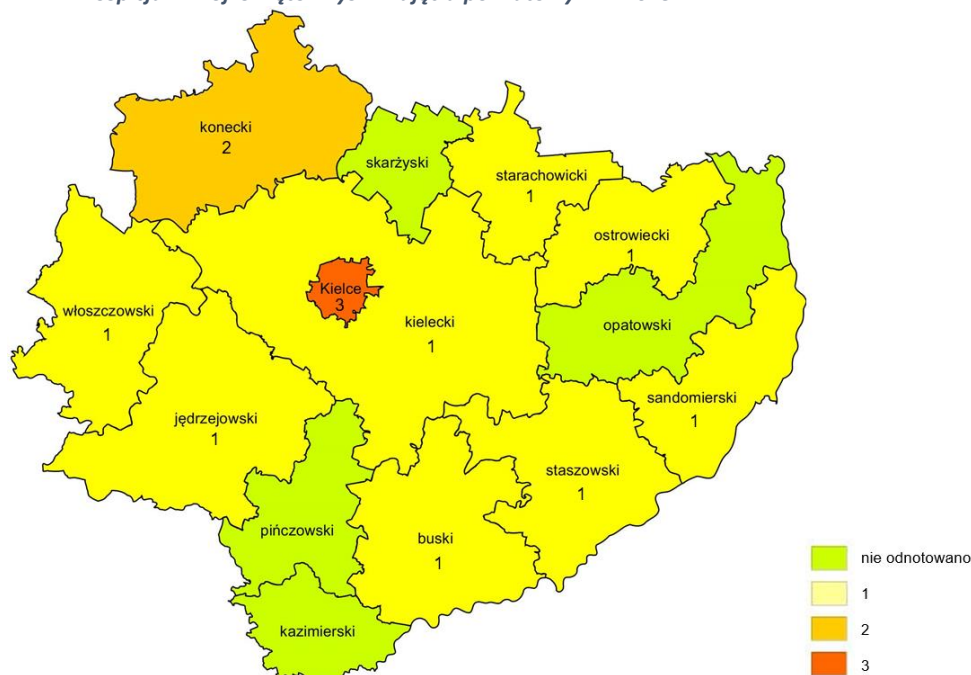 konecki
2
skarżyski
starachowicki
1
ostrowiecki
1
Kielce
3
włoszczowski
1
kielecki
1
opatowski
sandomierski
1
jędrzejowski
1
staszowski
1
pińczowski
buski
1
kazimierski
nie odnotowano
1
2
3